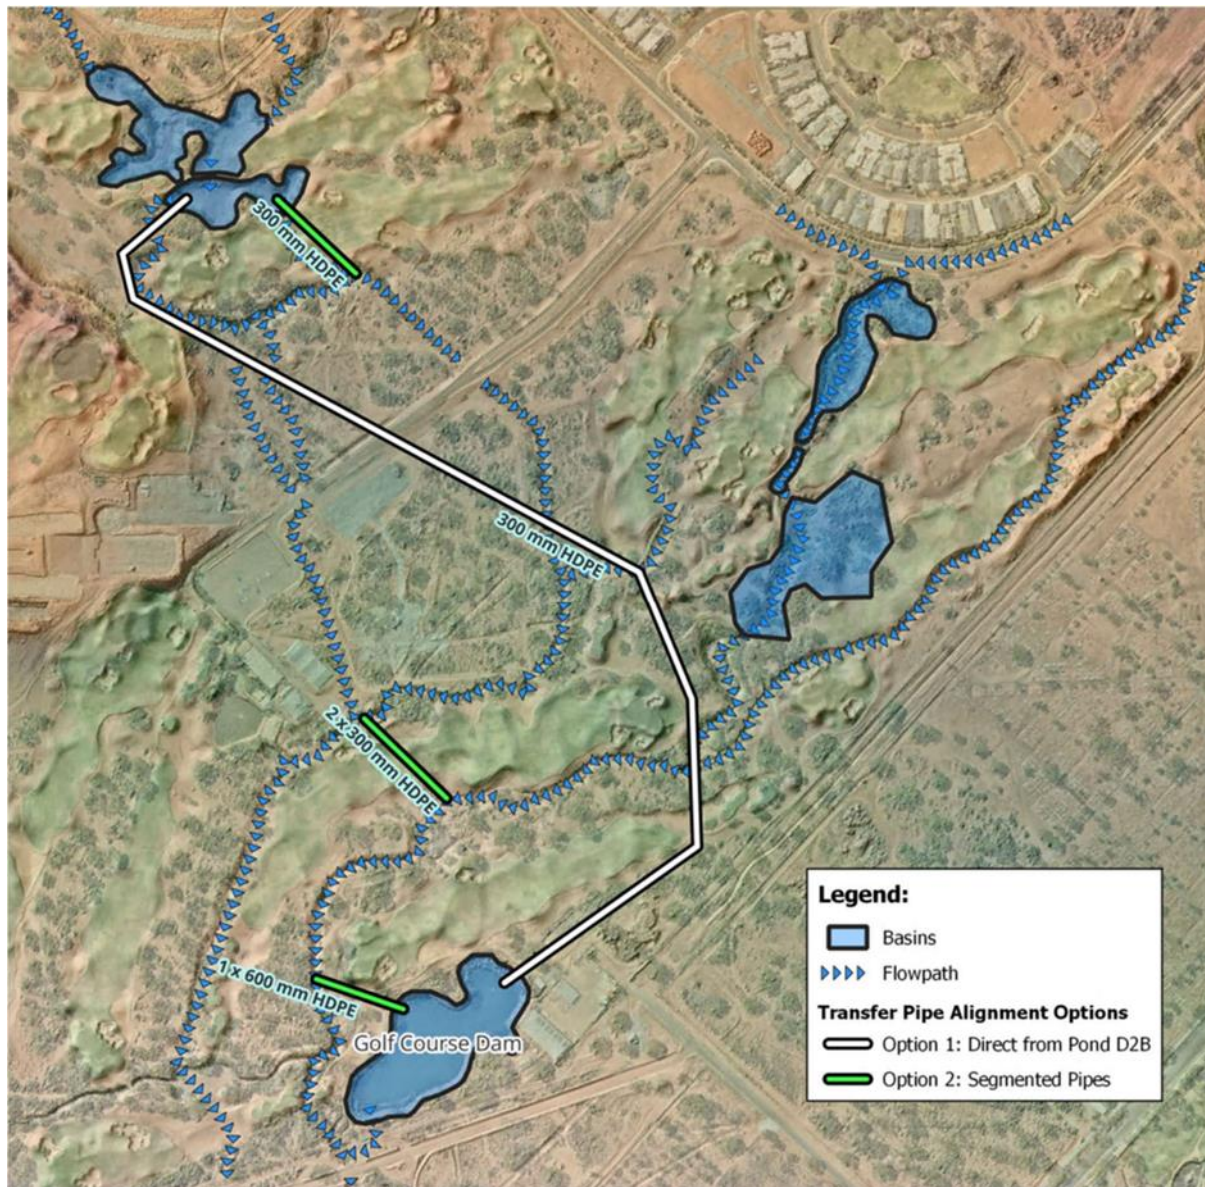 300 mm HDPE
300 mm HDPE
2 x 300 mm HDPE
1 x 600 mm HDPE
Golf Course Dam
Legend:
Basins
Flowpath
Transfer Pipe Alignment Options
Option 1: Direct from Pond D2B
Option 2: Segmented Pipes